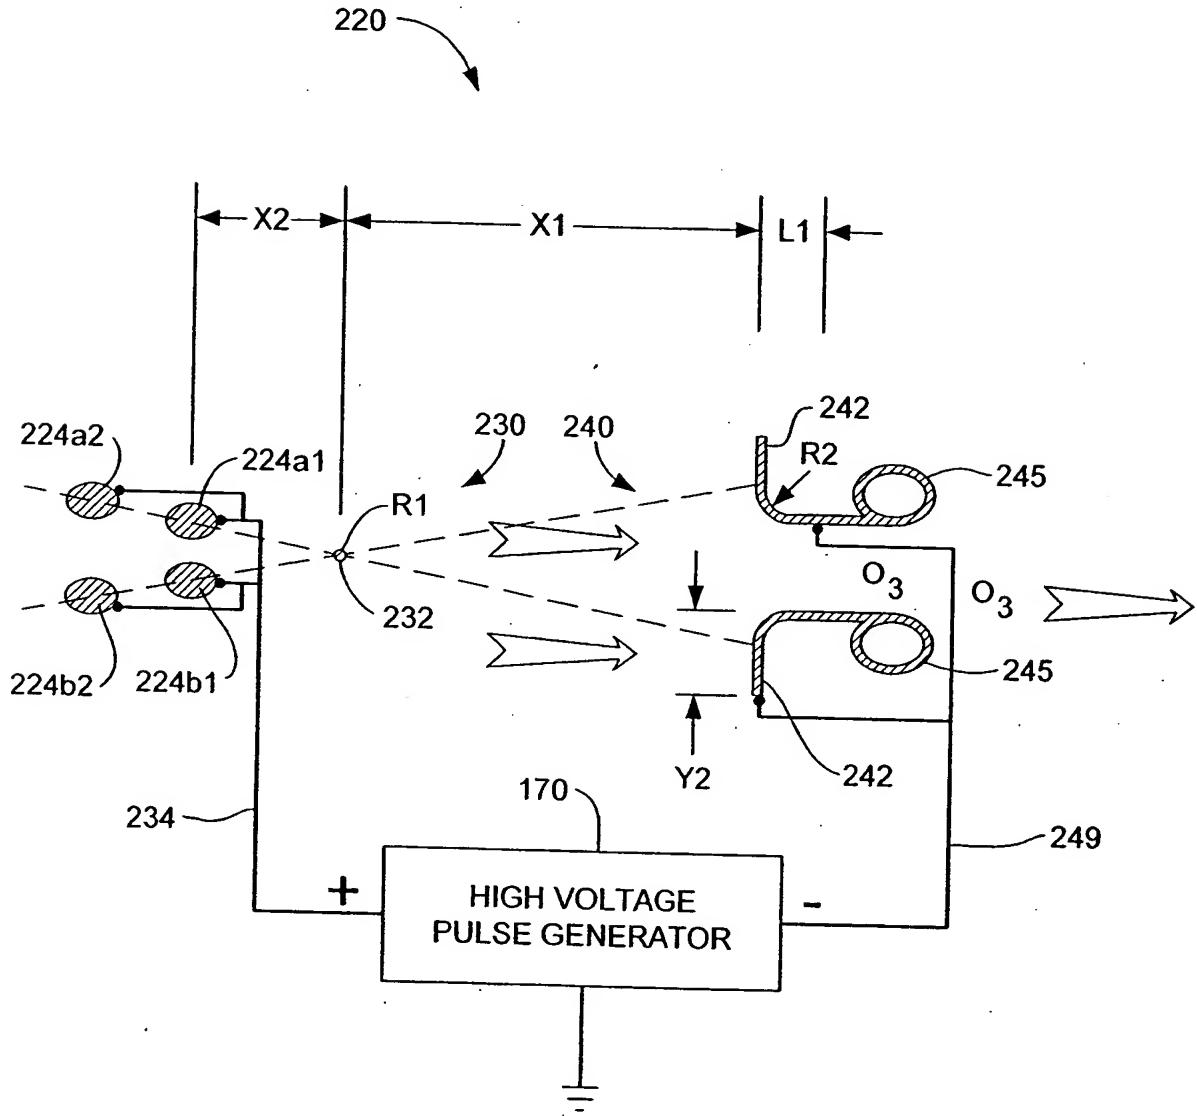 220
X2
X1
L1
242
230
240
224a2
224a1
R2
245
R1
O3
O3
232
224b2
224b1
245
Y2
242
170
234
249
+
-
HIGH VOLTAGE
PULSE GENERATOR